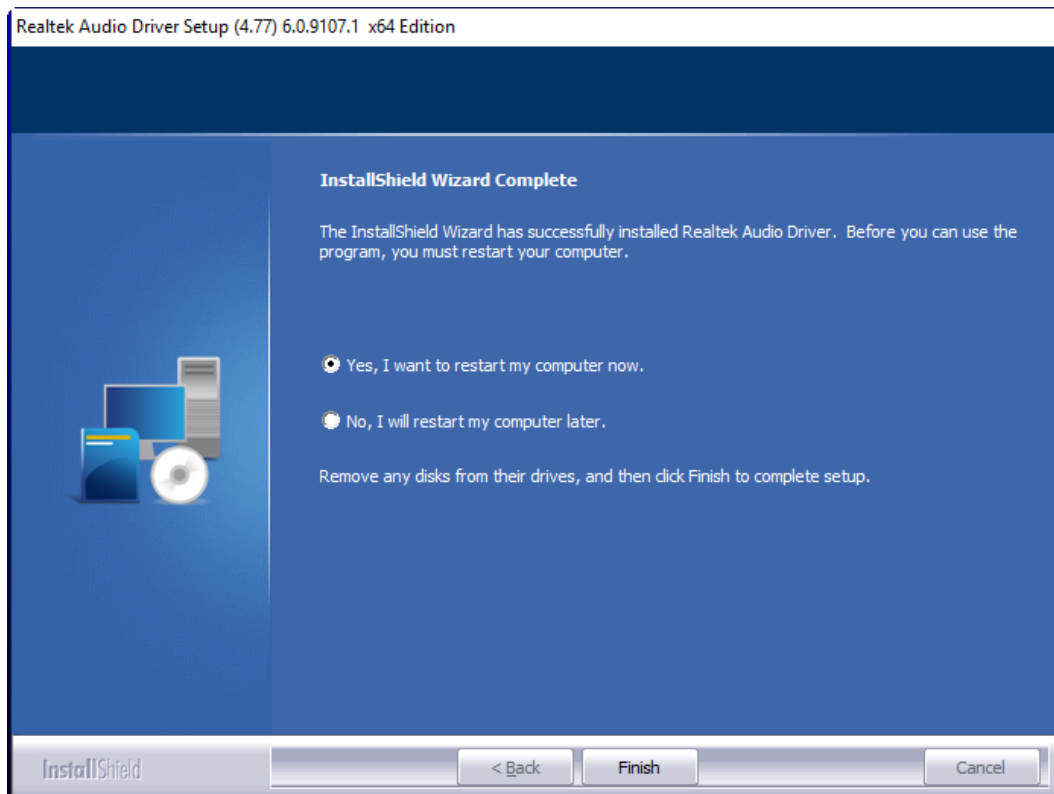 Realtek Audio Driver Setup (4.77) 6.0.9107.1 x64 Edition
InstallShield Wizard Complete
The InstallShield Wizard has successfully installed Realtek Audio Driver. Before you can use the
program, you must restart your computer.
Yes, I want to restart my computer now.
No, I will restart my computer later.
Remove any disks from their drives, and then click Finish to complete setup.
InstallShield
< Back
Finish
Cancel